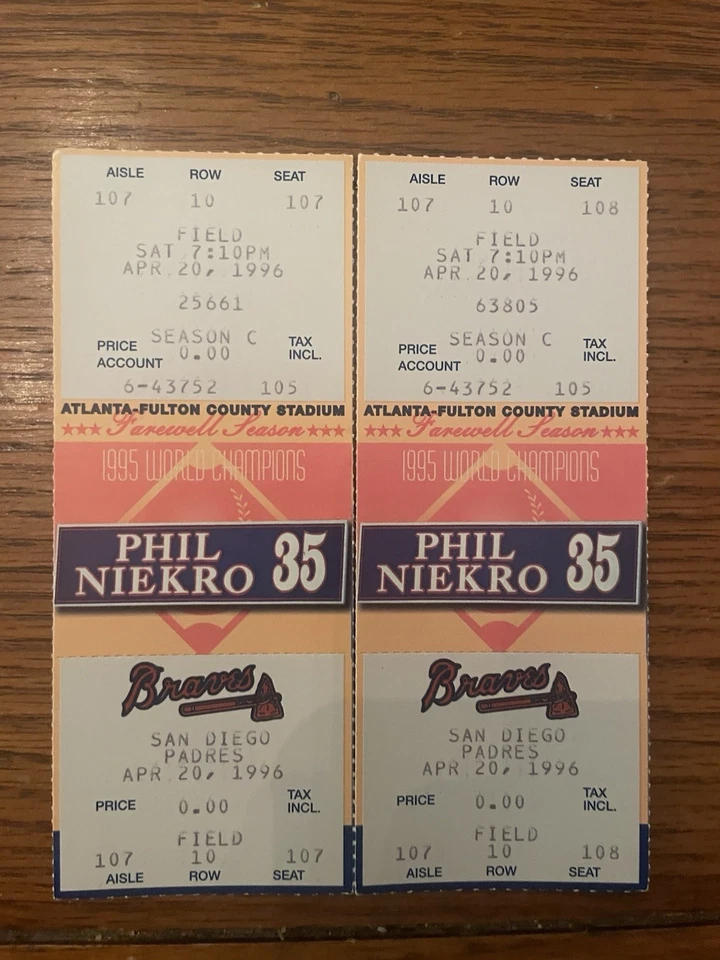 AISLE ROW SEAT
107 10 107
FIELD
SAT 7:10PM
APR 20, 1996
25661
SEASON C
PRICE 0.00 TAX INCL.
ACCOUNT
6-43752 105
ATLANTA-FULTON COUNTY STADIUM
★★★ Farewell Season ★★★
1995 WORLD CHAMPIONS
PHIL
NIEKRO 35
Braves
SAN DIEGO
PADRES
APR 20, 1996
PRICE 0.00 TAX INCL.
FIELD
107 10 107
AISLE ROW SEAT
AISLE ROW SEAT
107 10 108
FIELD
SAT 7:10PM
APR 20, 1996
63805
SEASON C
PRICE 0.00 TAX INCL.
ACCOUNT
6-43752 105
ATLANTA-FULTON COUNTY STADIUM
★★★ Farewell Season ★★★
1995 WORLD CHAMPIONS
PHIL
NIEKRO 35
Braves
SAN DIEGO
PADRES
APR 20, 1996
PRICE 0.00 TAX INCL.
FIELD
107 10 108
AISLE ROW SEAT